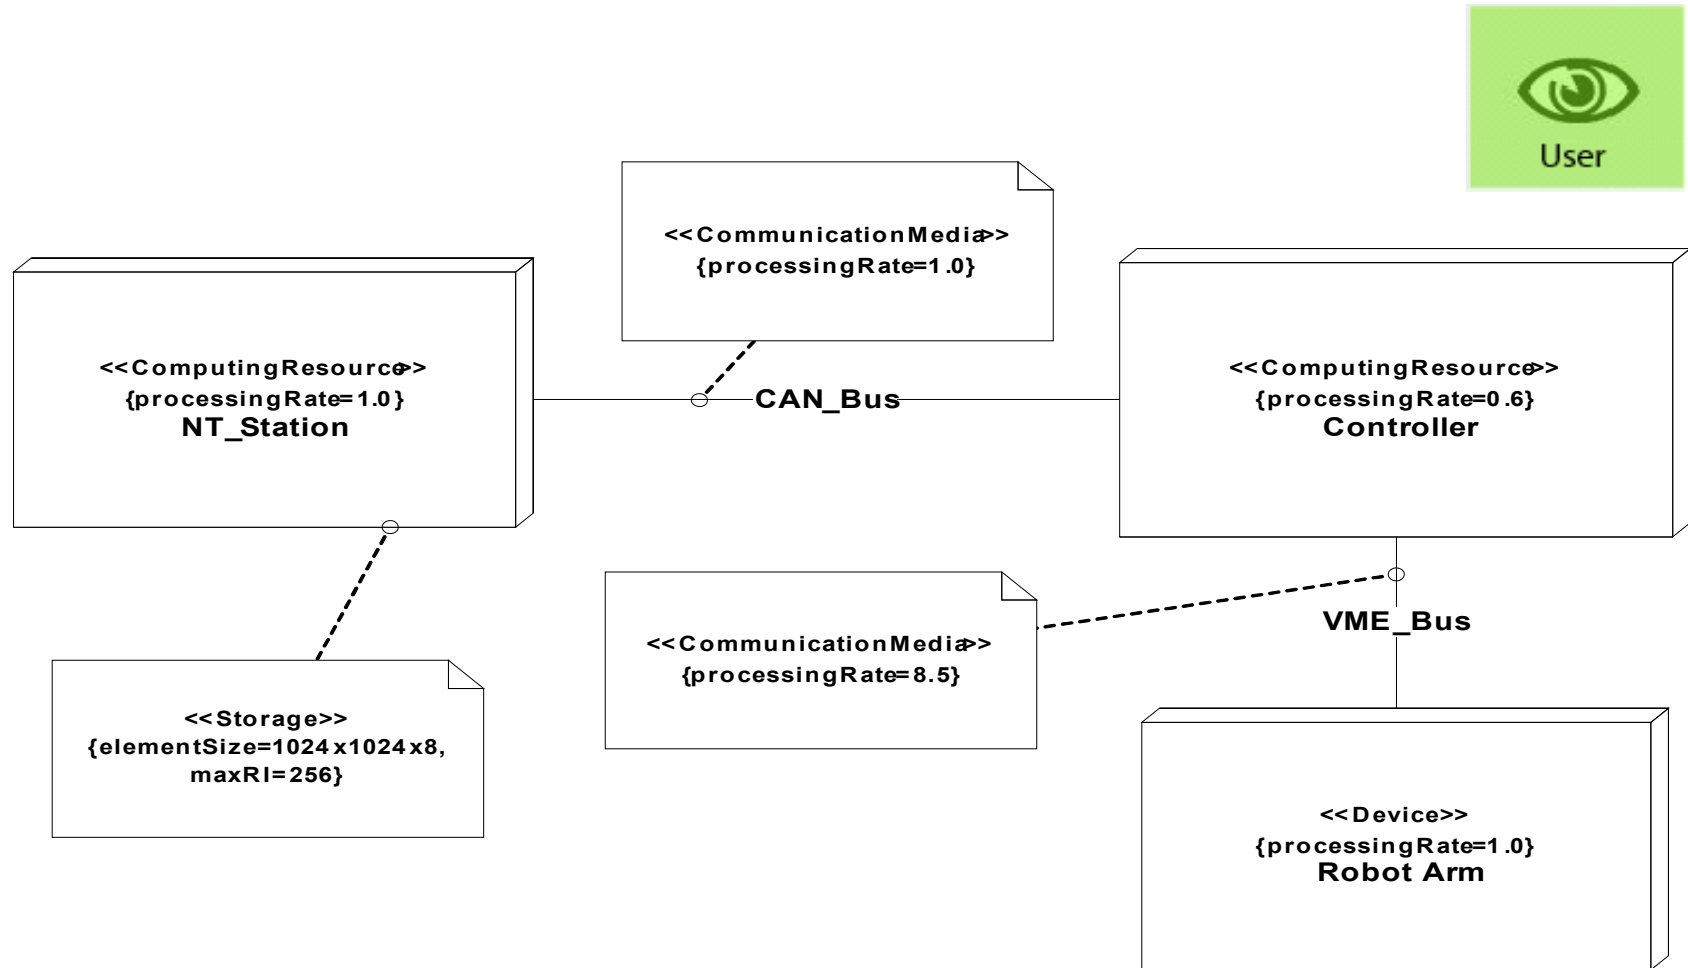 User
<<CommunicationMedia>>
{processingRate=1.0}
<<ComputingResource>>
{processingRate=1.0}
NT_Station
CAN_Bus
<<ComputingResource>>
{processingRate=0.6}
Controller
<<CommunicationMedia>>
{processingRate=8.5}
VME_Bus
<<Storage>>
{elementSize=1024x1024x8,
maxRI=256}
<<Device>>
{processingRate=1.0}
Robot Arm